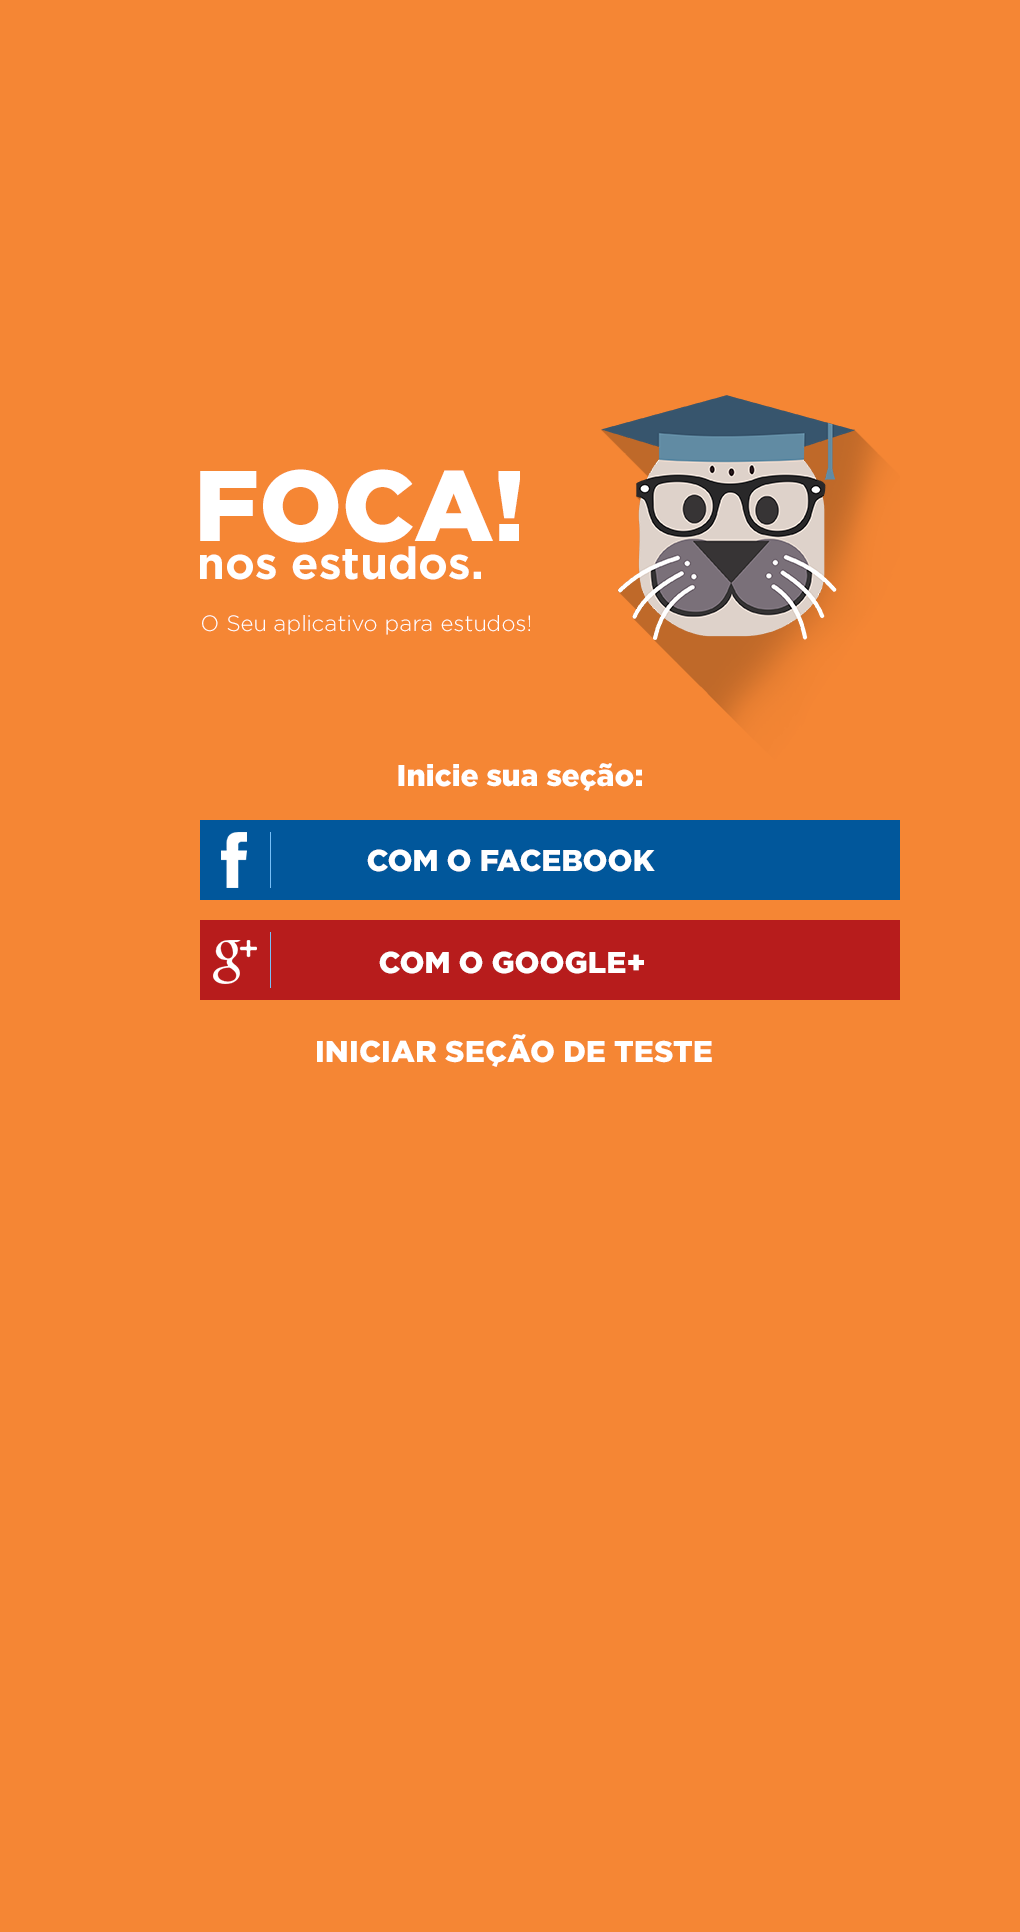 FOCA!
nos estudos.
O Seu aplicativo para estudos!
Inicie sua seção:
f
COM O FACEBOOK
g+
COM O GOOGLE+
INICIAR SEÇÃO DE TESTE